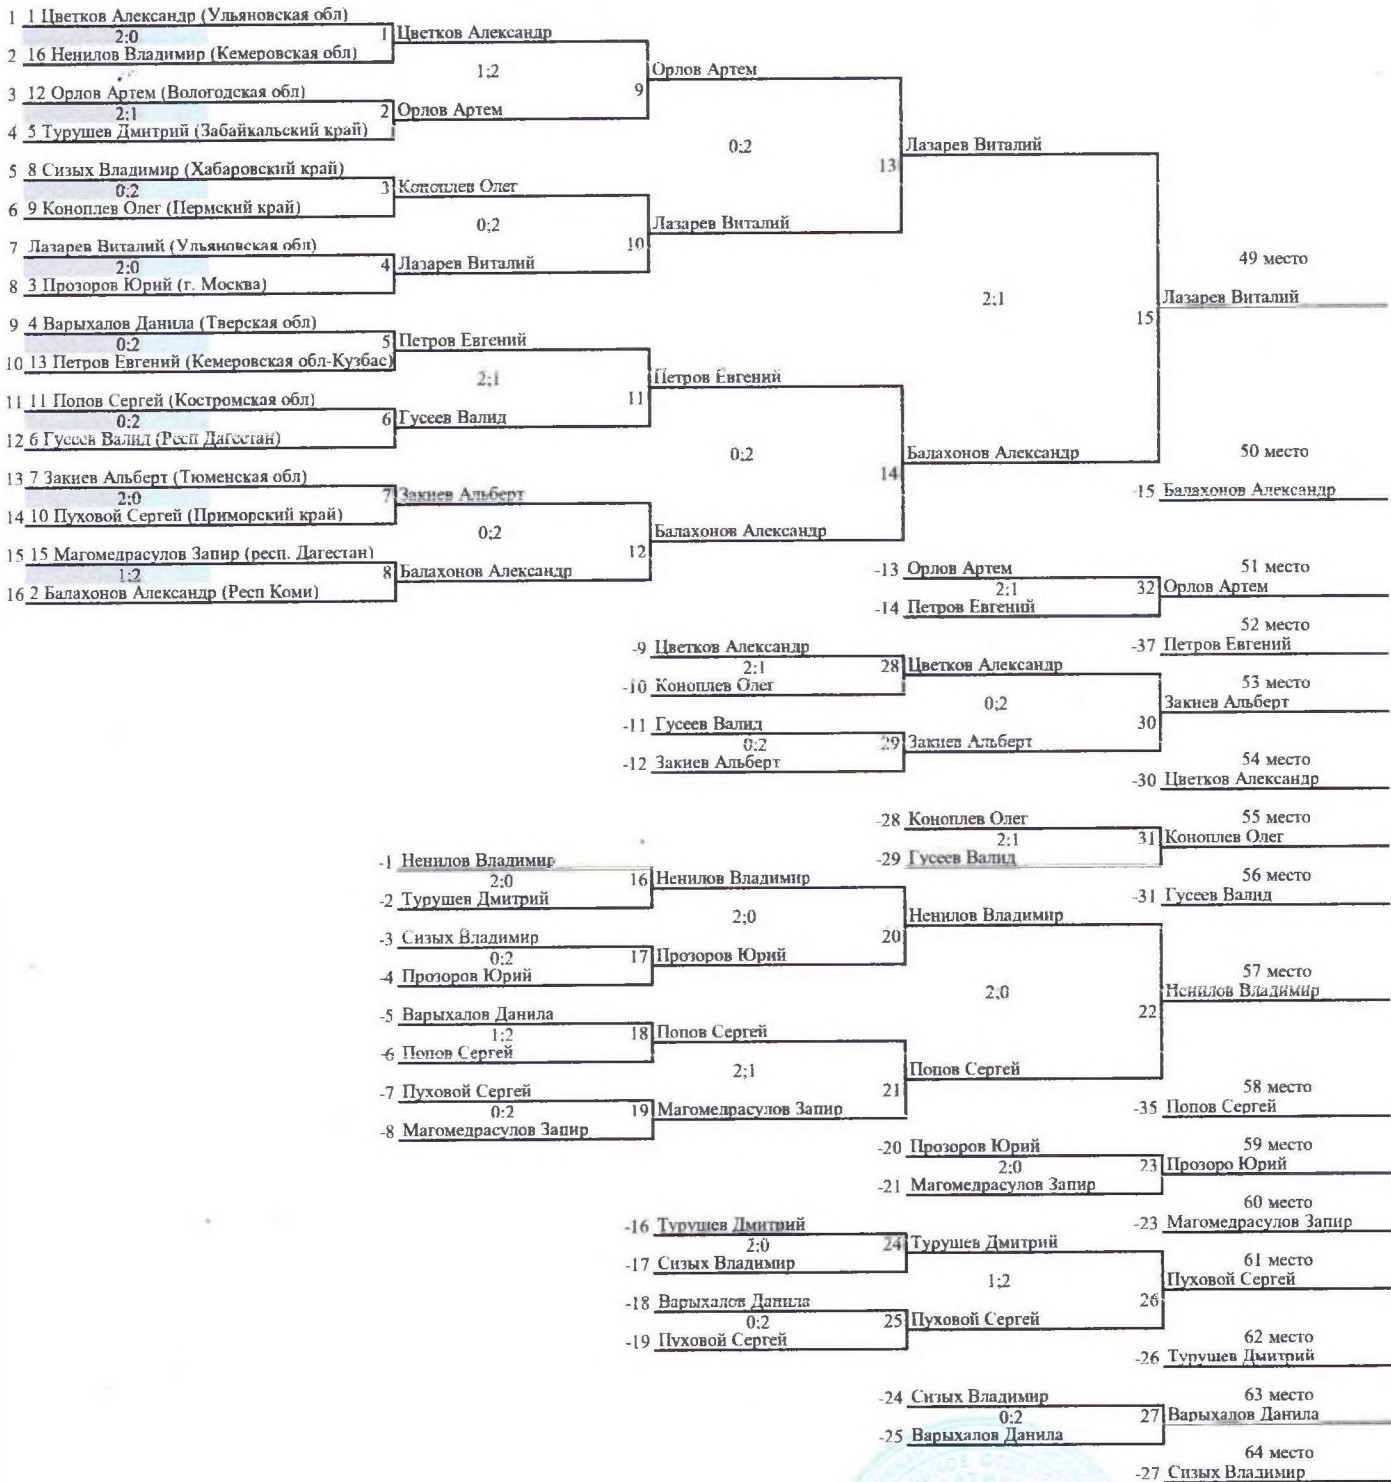 1 1 Цветков Александр (Ульяновская обл)
2:0
1 Цветков Александр
2 16 Ненилов Владимир (Кемеровская обл)
1:2
9 Орлов Артем
3 12 Орлов Артем (Вологодская обл)
2:1
2 Орлов Артем
4 5 Турушев Дмитрий (Забайкальский край)
0:2
13 Лазарев Виталий
5 8 Сизых Владимир (Хабаровский край)
0:2
3 Коноплев Олег
6 9 Коноплев Олег (Пермский край)
0:2
10 Лазарев Виталий
7 Лазарев Виталий (Ульяновская обл)
2:0
4 Лазарев Виталий
8 3 Прозоров Юрий (г. Москва)
2:1
49 место
15 Лазарев Виталий
9 4 Варыхалов Данила (Тверская обл)
0:2
5 Петров Евгений
10 13 Петров Евгений (Кемеровская обл-Кузбас)
2:1
11 Петров Евгений
11 11 Попов Сергей (Костромская обл)
0:2
6 Гусеев Валид
12 6 Гусеев Валид (Респ Дагестан)
0:2
14 Балахонов Александр
50 место
-15 Балахонов Александр
13 7 Закиев Альберт (Тюменская обл)
2:0
7 Закиев Альберт
14 10 Пуховой Сергей (Приморский край)
0:2
12 Балахонов Александр
15 15 Магомедрасулов Запир (респ. Дагестан)
1:2
8 Балахонов Александр
16 2 Балахонов Александр (Респ Коми)
-13 Орлов Артем
2:1
-14 Петров Евгений
51 место
32 Орлов Артем
52 место
-37 Петров Евгений
-9 Цветков Александр
2:1
-10 Коноплев Олег
28 Цветков Александр
0:2
-11 Гусеев Валид
0:2
-12 Закиев Альберт
29 Закиев Альберт
53 место
30 Закиев Альберт
54 место
-30 Цветков Александр
-28 Коноплев Олег
2:1
-29 Гусеев Валид
55 место
31 Коноплев Олег
56 место
-31 Гусеев Валид
-1 Ненилов Владимир
2:0
-2 Турушев Дмитрий
16 Ненилов Владимир
2:0
20 Ненилов Владимир
-3 Сизых Владимир
0:2
-4 Прозоров Юрий
17 Прозоров Юрий
2:0
57 место
22 Ненилов Владимир
-5 Варыхалов Данила
1:2
-6 Попов Сергей
18 Попов Сергей
2:1
21 Попов Сергей
-7 Пуховой Сергей
0:2
-8 Магомедрасулов Запир
19 Магомедрасулов Запир
58 место
-35 Попов Сергей
-20 Прозоров Юрий
2:0
-21 Магомедрасулов Запир
59 место
23 Прозоро Юрий
60 место
-23 Магомедрасулов Запир
-16 Турушев Дмитрий
2:0
-17 Сизых Владимир
24 Турушев Дмитрий
1:2
-18 Варыхалов Данила
0:2
-19 Пуховой Сергей
25 Пуховой Сергей
61 место
26 Пуховой Сергей
62 место
-26 Турушев Дмитрий
-24 Сизых Владимир
0:2
-25 Варыхалов Данила
63 место
27 Варыхалов Данила
64 место
-27 Сизых Владимир